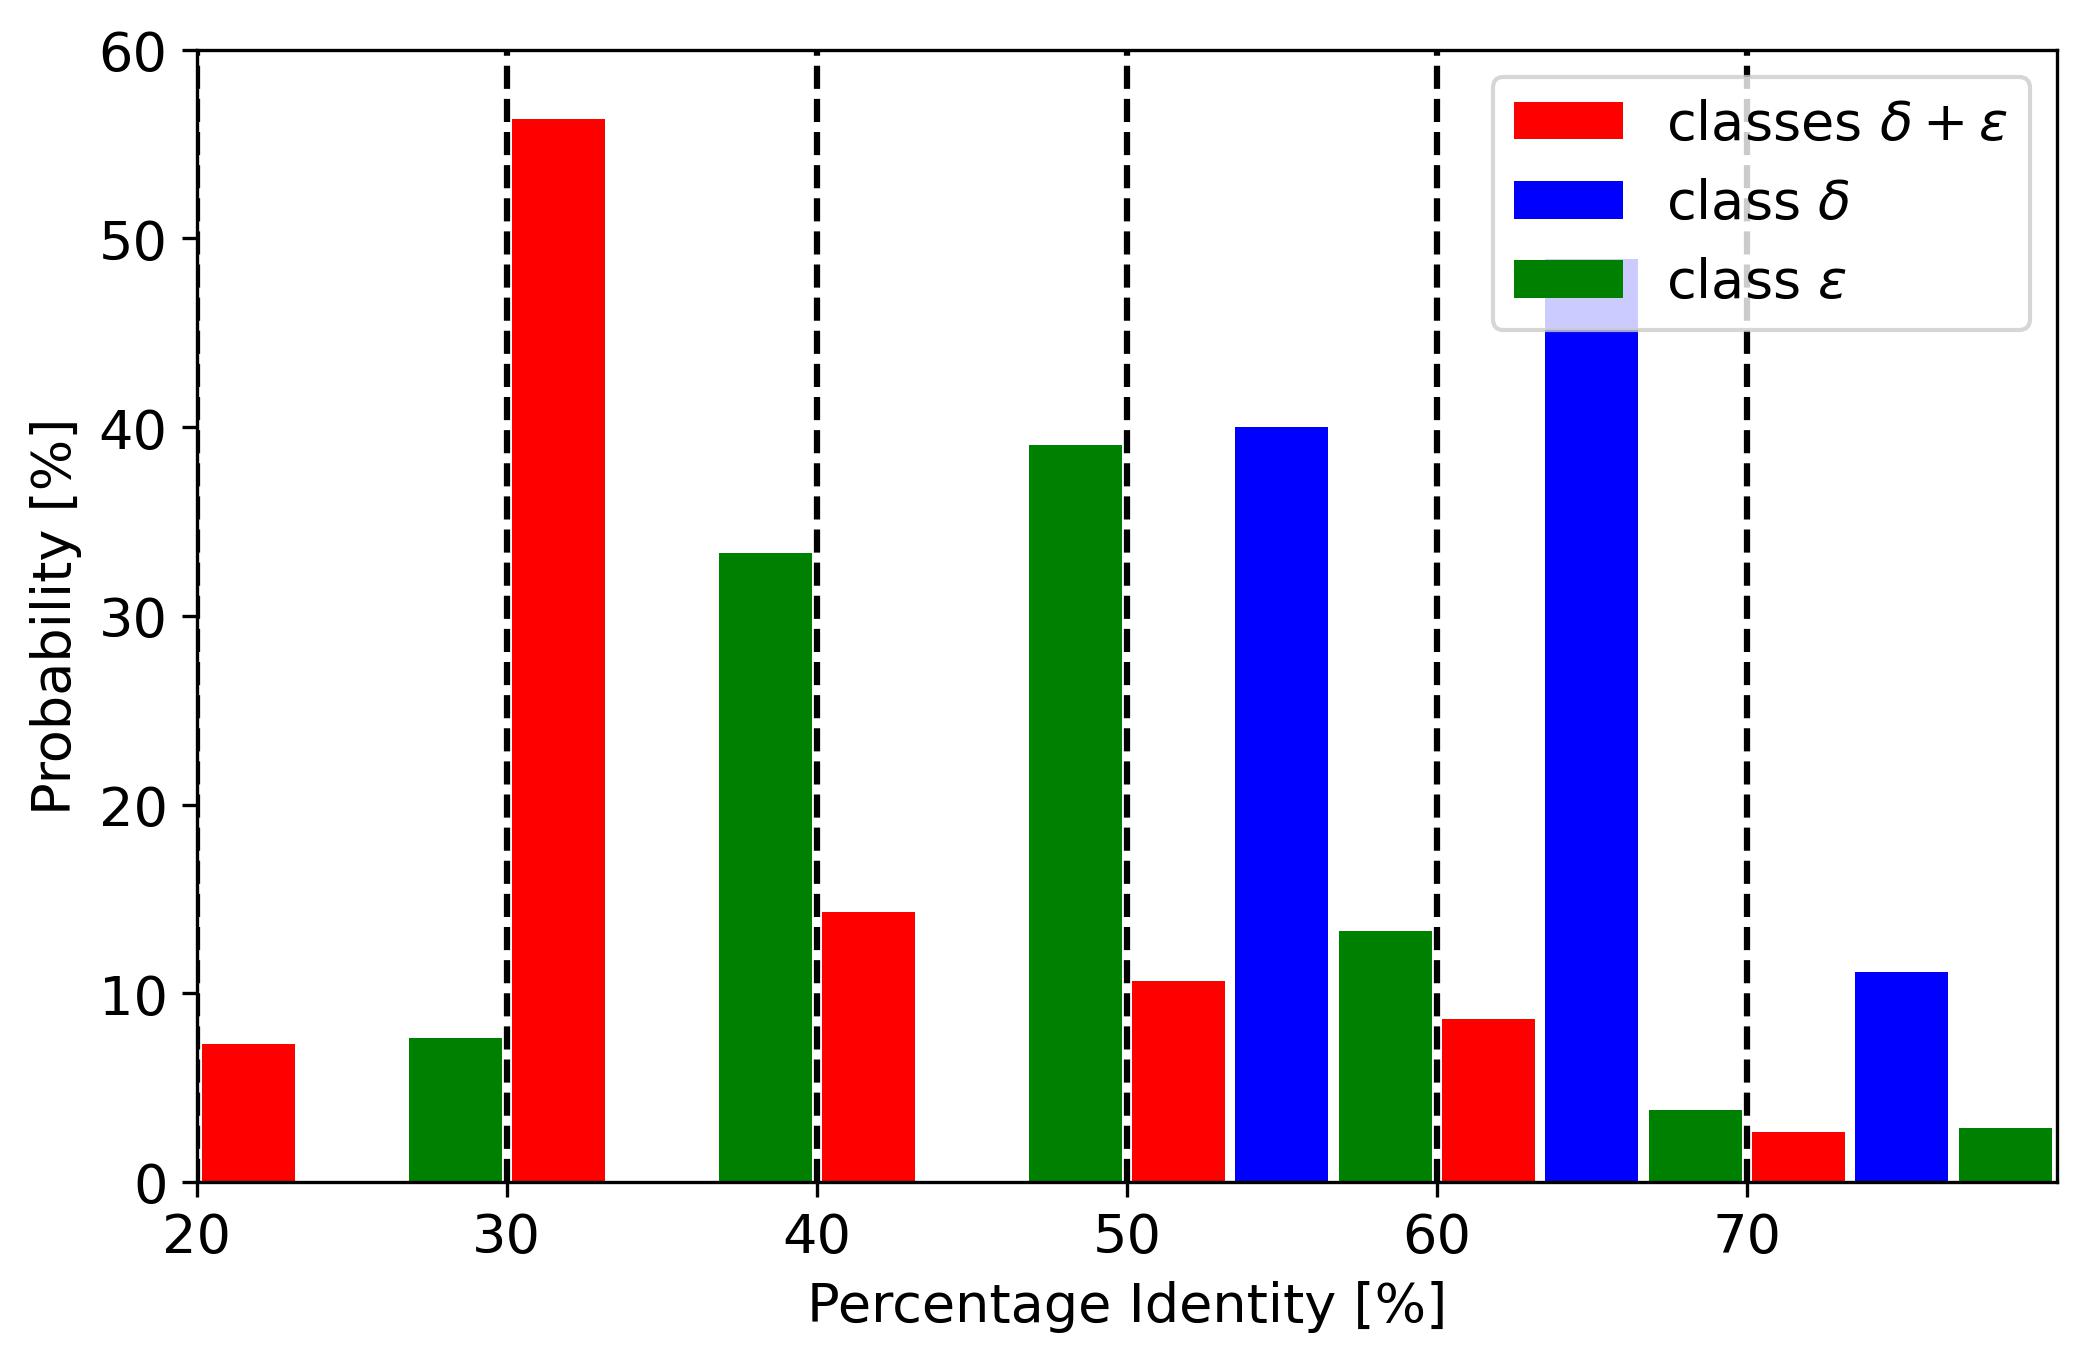 60
50
40
30
20
10
0
Probability [%]
classes δ + ε
class δ
class ε
20 30 40 50 60 70
Percentage Identity [%]